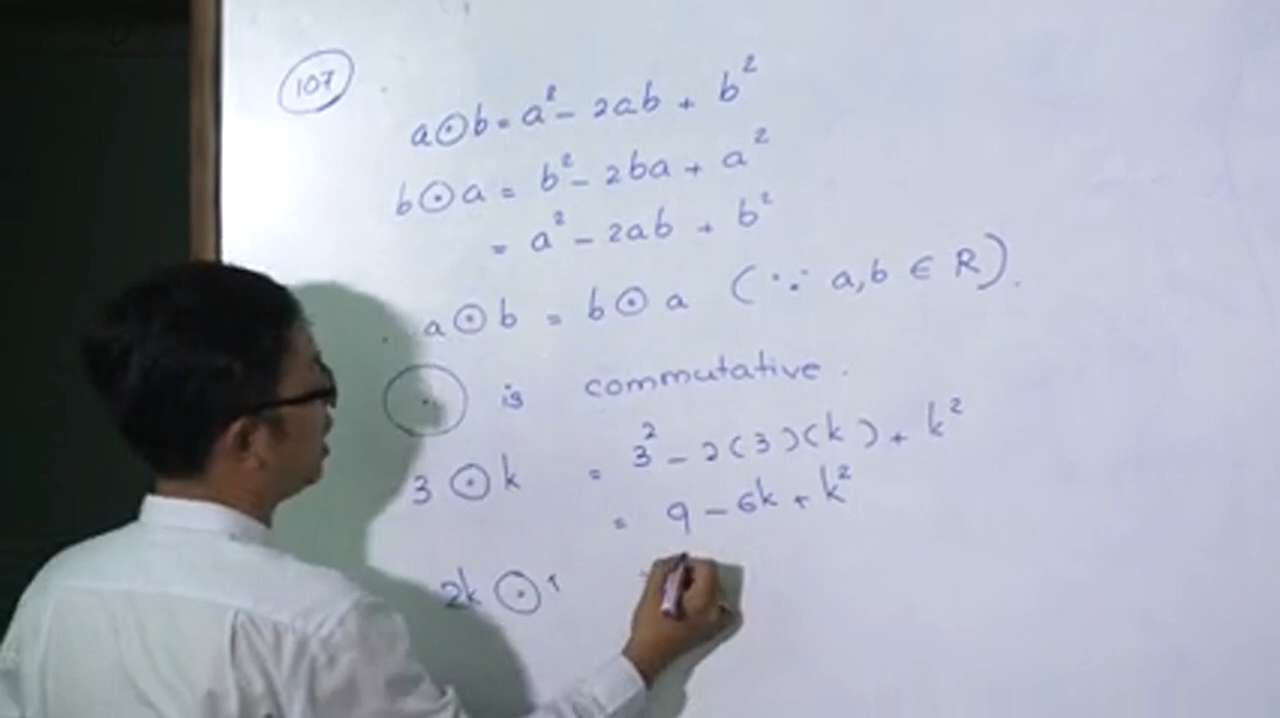 107
a⊙b = a² - 2ab + b²
b⊙a = b² - 2ba + a²
= a² - 2ab + b²
a⊙b = b⊙a (∵ a,b ∈ R).
⊙ is commutative.
3⊙k = 3² - 2(3)(k) + k²
= 9 - 6k + k²
2k⊙1